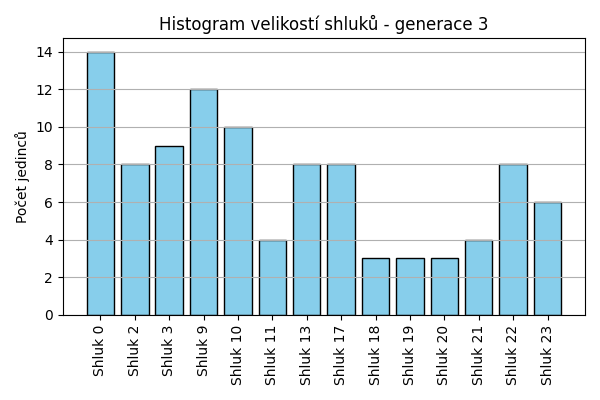 Histogram velikostí shluků - generace 3
Počet jedinců
14
12
10
8
6
4
2
0
Shluk 0
Shluk 2
Shluk 3
Shluk 9
Shluk 10
Shluk 11
Shluk 13
Shluk 17
Shluk 18
Shluk 19
Shluk 20
Shluk 21
Shluk 22
Shluk 23